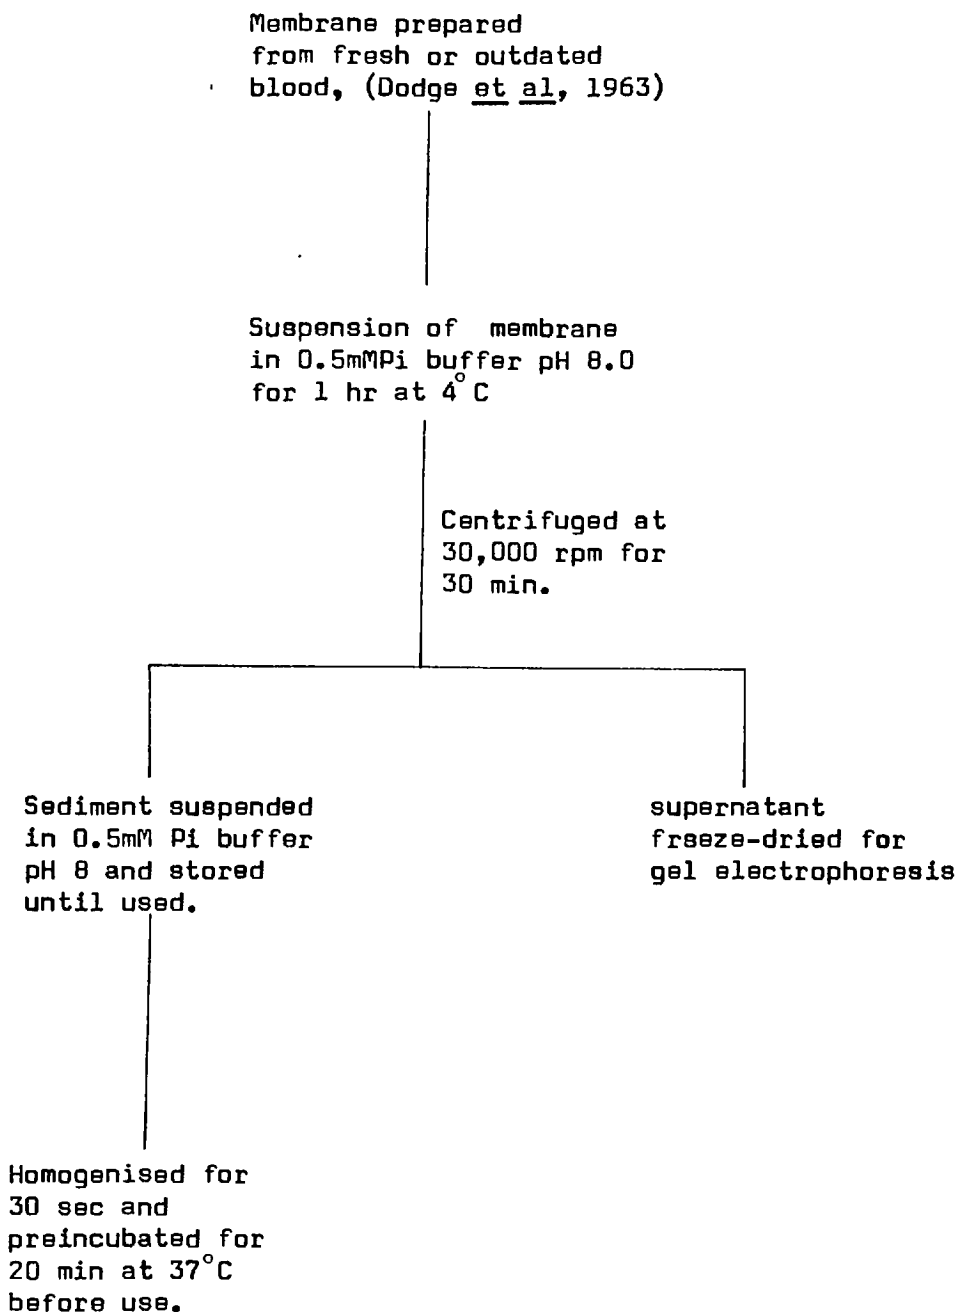 Membrane prepared
from fresh or outdated
blood, (Dodge et al, 1963)
Suspension of membrane
in 0.5mMPi buffer pH 8.0
for 1 hr at 4°C
Centrifuged at
30,000 rpm for
30 min.
Sediment suspended
in 0.5mM Pi buffer
pH 8 and stored
until used.
supernatant
freeze-dried for
gel electrophoresis
Homogenised for
30 sec and
preincubated for
20 min at 37°C
before use.